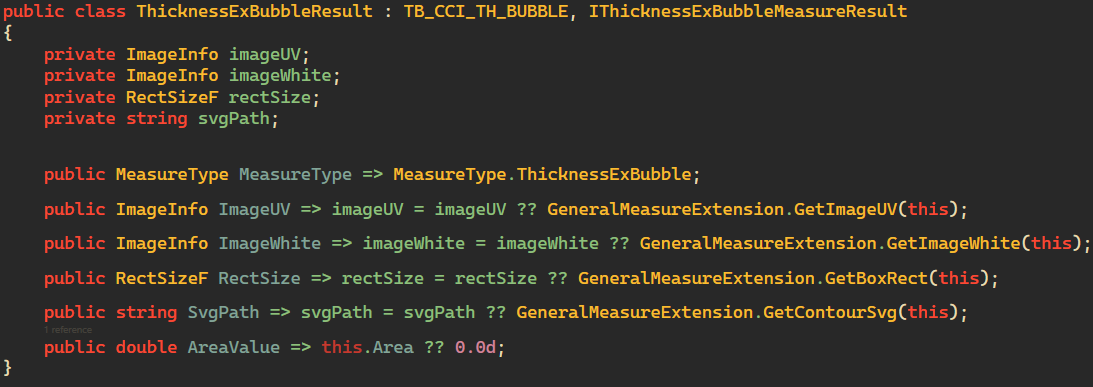 public class ThicknessExBubbleResult : TB_CCI_TH_BUBBLE, IThicknessExBubbleMeasureResult
{
    private ImageInfo imageUV;
    private ImageInfo imageWhite;
    private RectSizeF rectSize;
    private string svgPath;
    public MeasureType MeasureType => MeasureType.ThicknessExBubble;
    public ImageInfo ImageUV => imageUV = imageUV ?? GeneralMeasureExtension.GetImageUV(this);
    public ImageInfo ImageWhite => imageWhite = imageWhite ?? GeneralMeasureExtension.GetImageWhite(this);
    public RectSizeF RectSize => rectSize = rectSize ?? GeneralMeasureExtension.GetBoxRect(this);
    public string SvgPath => svgPath = svgPath ?? GeneralMeasureExtension.GetContourSvg(this);
    1 reference
    public double AreaValue => this.Area ?? 0.0d;
}